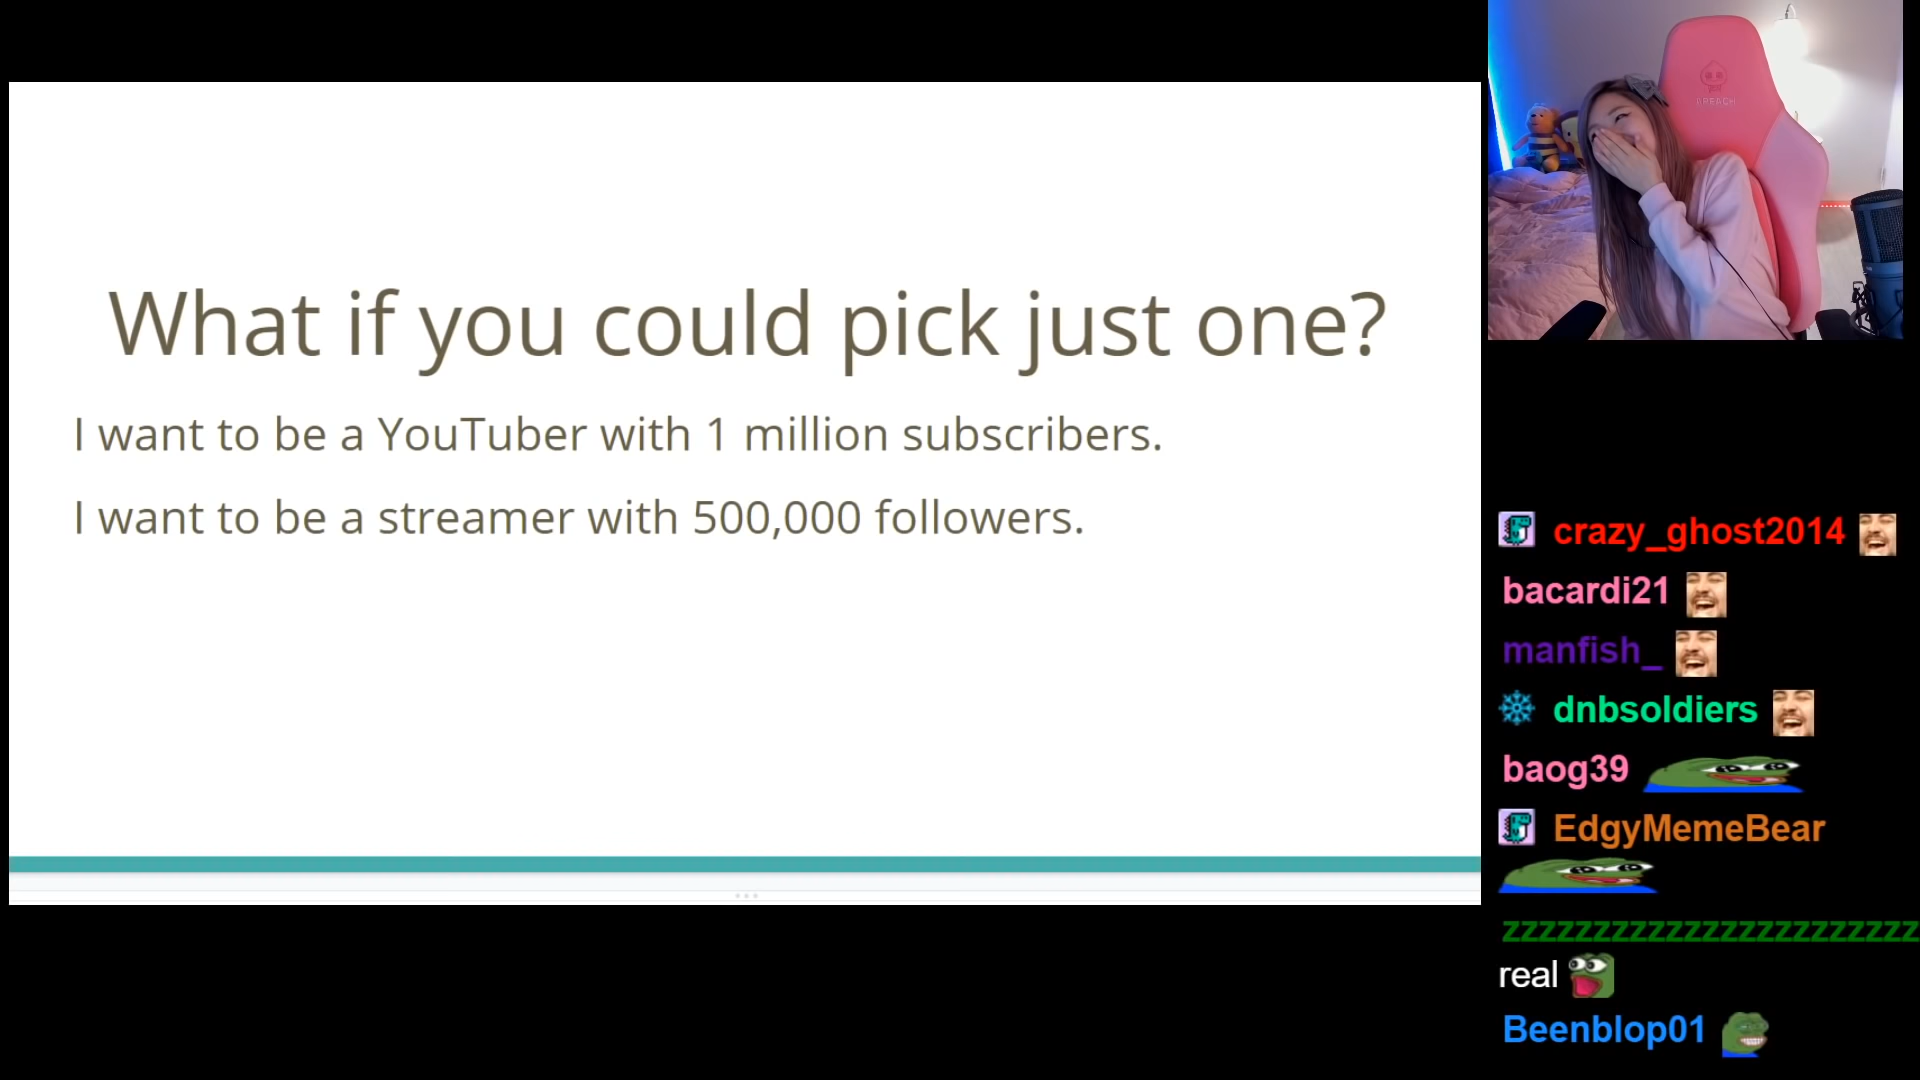 What if you could pick just one?
I want to be a YouTuber with 1 million subscribers.
I want to be a streamer with 500,000 followers.
crazy_ghost2014
bacardi21
manfish_
dnbsoldiers
baog39
EdgyMemeBear
zzzzzzzzzzzzzzzzzzzzzzz
real
Beenblop01